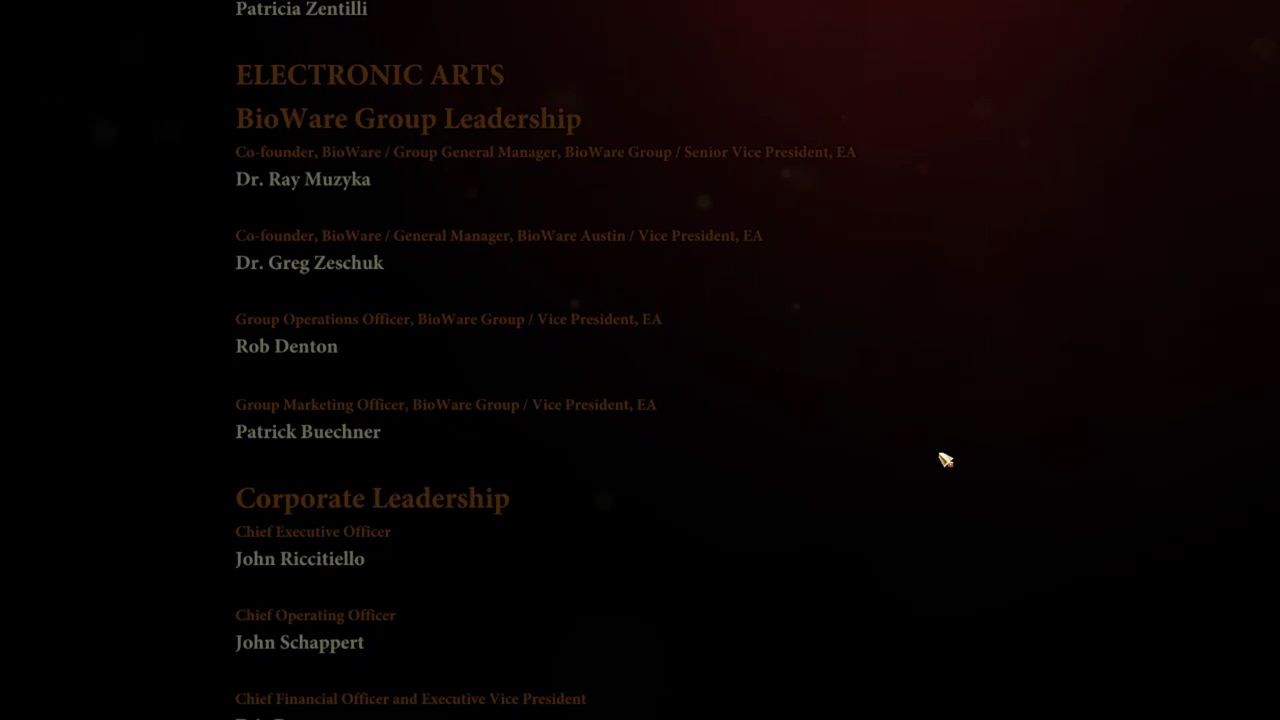 Patricia Zentilli
ELECTRONIC ARTS
BioWare Group Leadership
Co-founder, BioWare / Group General Manager, BioWare Group / Senior Vice President, EA
Dr. Ray Muzyka
Co-founder, BioWare / General Manager, BioWare Austin / Vice President, EA
Dr. Greg Zeschuk
Group Operations Officer, BioWare Group / Vice President, EA
Rob Denton
Group Marketing Officer, BioWare Group / Vice President, EA
Patrick Buechner
Corporate Leadership
Chief Executive Officer
John Riccitiello
Chief Operating Officer
John Schappert
Chief Financial Officer and Executive Vice President